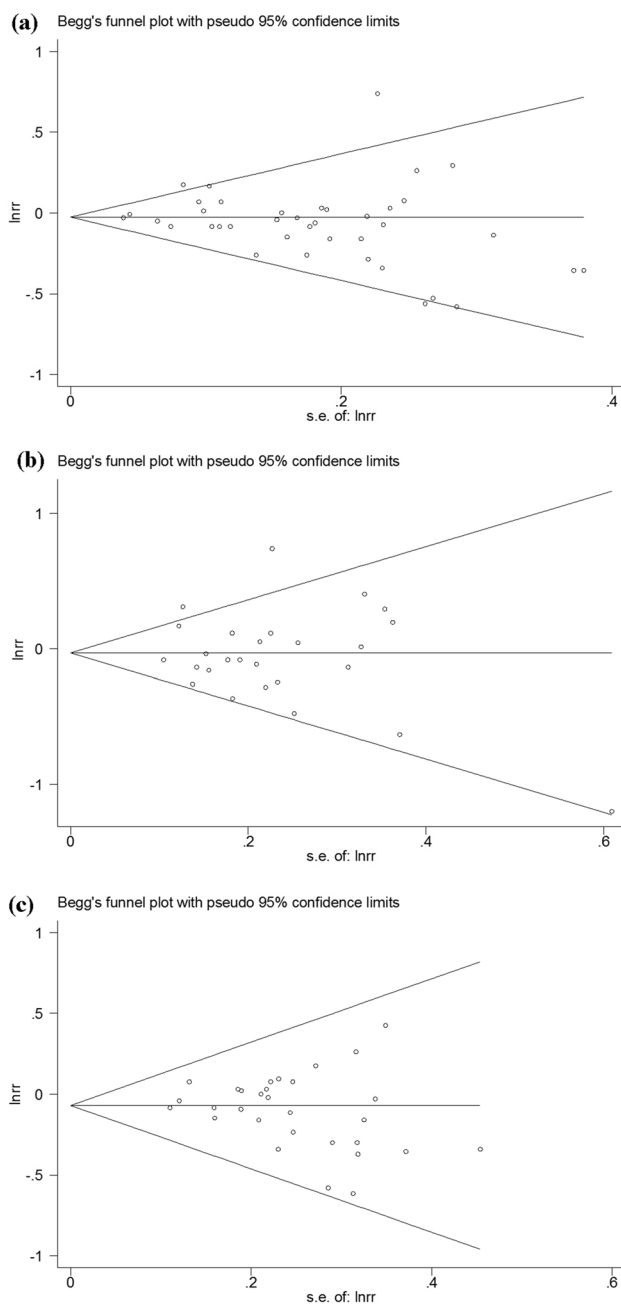 (a) Begg's funnel plot with pseudo 95% confidence limits
1
.5
0
-.5
-1
lnrr
0 .2 .4
s.e. of: lnrr
(b) Begg's funnel plot with pseudo 95% confidence limits
1
0
-1
lnrr
0 .2 .4 .6
s.e. of: lnrr
(c) Begg's funnel plot with pseudo 95% confidence limits
1
.5
0
-.5
-1
lnrr
0 .2 .4 .6
s.e. of: lnrr